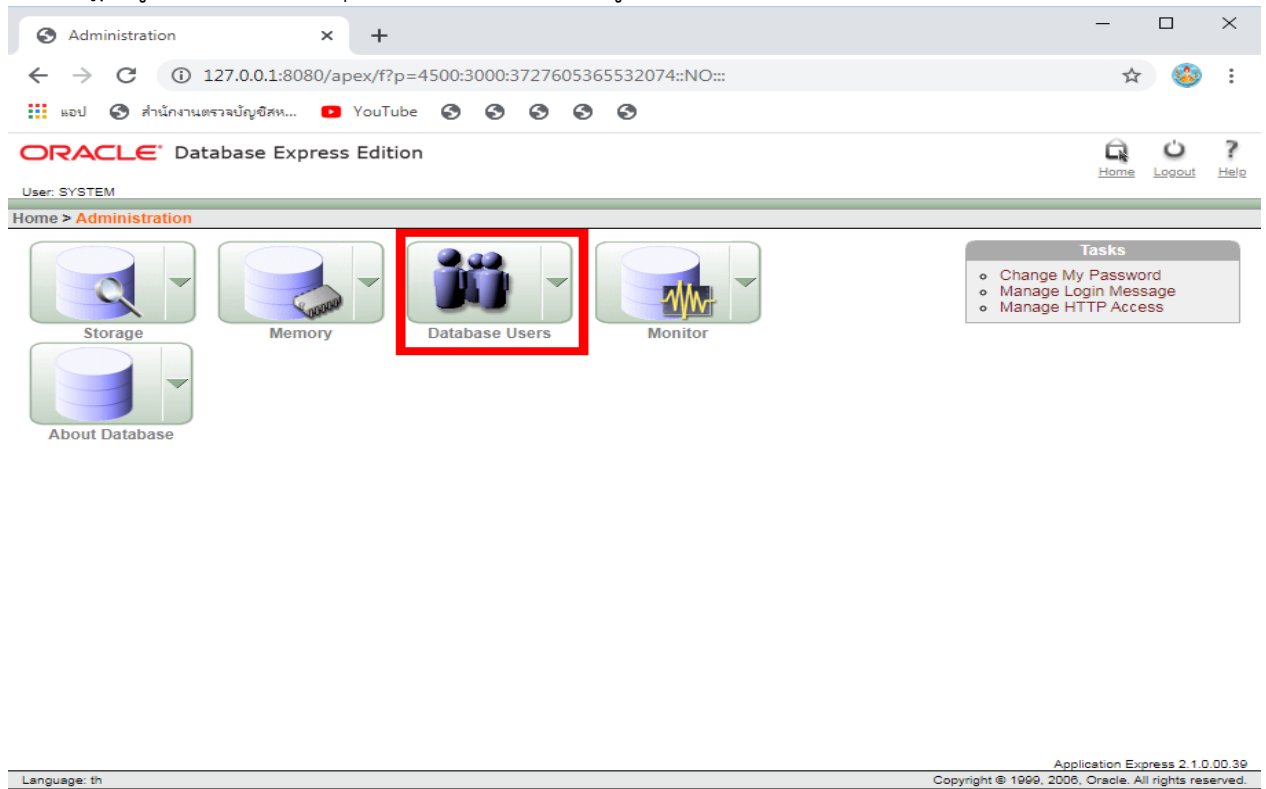 Administration
127.0.0.1:8080/apex/f?p=4500:3000:3727605365532074::NO:::
แอป สำนักงานตรวจบัญชีสห... YouTube
ORACLE Database Express Edition
Home Logout Help
User: SYSTEM
Home > Administration
Storage Memory Database Users Monitor
About Database
Tasks
Change My Password
Manage Login Message
Manage HTTP Access
Application Express 2.1.0.00.39
Language: th Copyright © 1999, 2006, Oracle. All rights reserved.